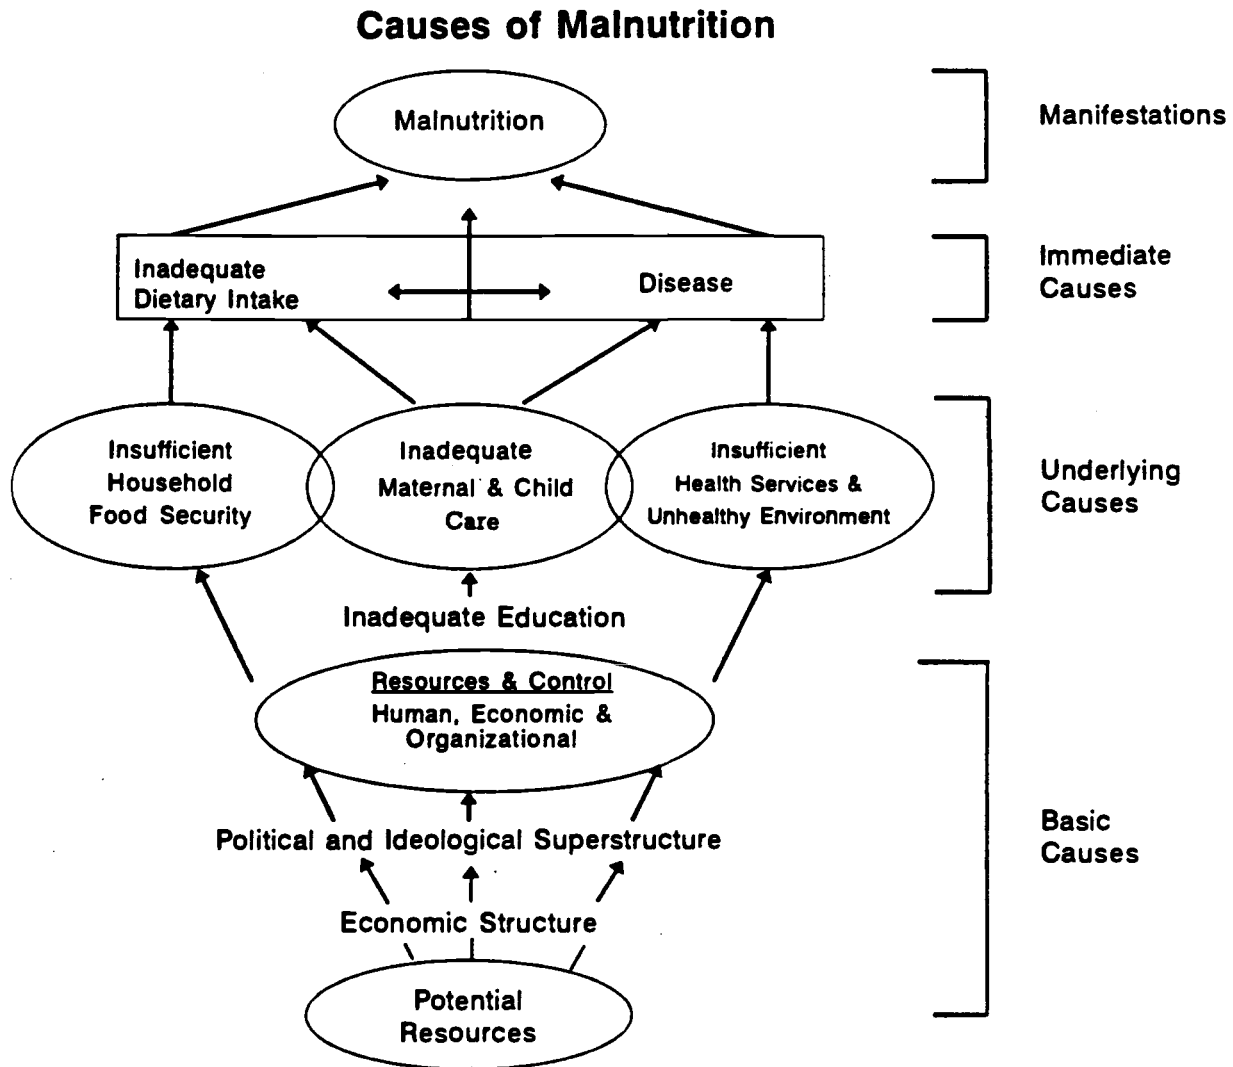 Causes of Malnutrition
Malnutrition
Manifestations
Inadequate
Dietary Intake
Disease
Immediate
Causes
Insufficient
Household
Food Security
Inadequate
Maternal & Child
Care
Insufficient
Health Services &
Unhealthy Environment
Underlying
Causes
Inadequate Education
Resources & Control
Human, Economic &
Organizational
Political and Ideological Superstructure
Economic Structure
Potential
Resources
Basic
Causes